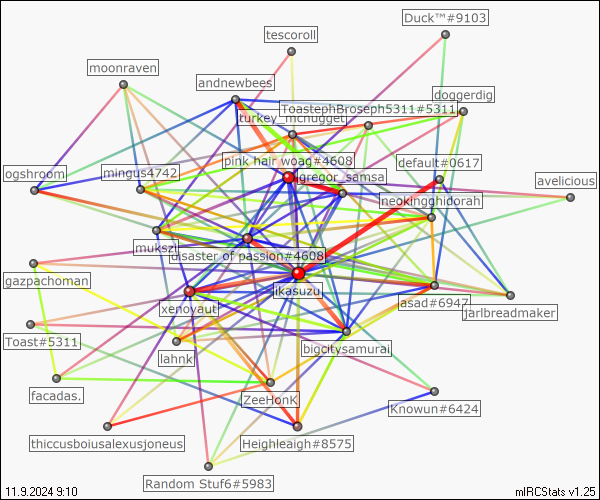 Duck™#9103
tescoroll
moonraven
andnewbees
doggerdig
ToastephBroseph5311#5311
turkey_mcnugget
pink hair woag#4608
default#0617
ogshroom
mingus4742
gregor_samsa
avelicious
neokingghidorah
mukszi
disaster of passion#4608
gazpachoman
ikasuzu
xenoyaut
asad#6947
jarlbreadmaker
Toast#5311
lahnk
bigcitysamurai
facadas.
ZeeHonK
Knowun#6424
thiccusboiusalexusjoneus
Heighleaigh#8575
Random Stuf6#5983
11.9.2024 9:10
mIRCStats v1.25